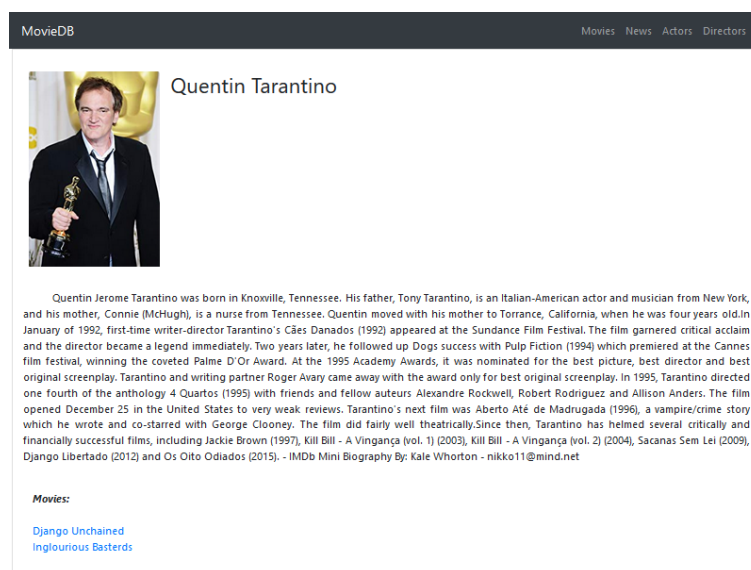 MovieDB
Movies News Actors Directors
Quentin Tarantino
Quentin Jerome Tarantino was born in Knoxville, Tennessee. His father, Tony Tarantino, is an Italian-American actor and musician from New York,
and his mother, Connie (McHugh), is a nurse from Tennessee. Quentin moved with his mother to Torrance, California, when he was four years old.In
January of 1992, first-time writer-director Tarantino's Cães Danados (1992) appeared at the Sundance Film Festival. The film garnered critical acclaim
and the director became a legend immediately. Two years later, he followed up Dogs success with Pulp Fiction (1994) which premiered at the Cannes
film festival, winning the coveted Palme D'Or Award. At the 1995 Academy Awards, it was nominated for the best picture, best director and best
original screenplay. Tarantino and writing partner Roger Avary came away with the award only for best original screenplay. In 1995, Tarantino directed
one fourth of the anthology 4 Quartos (1995) with friends and fellow auteurs Alexandre Rockwell, Robert Rodriguez and Allison Anders. The film
opened December 25 in the United States to very weak reviews. Tarantino's next film was Aberto Até de Madrugada (1996), a vampire/crime story
which he wrote and co-starred with George Clooney. The film did fairly well theatrically.Since then, Tarantino has helmed several critically and
financially successful films, including Jackie Brown (1997), Kill Bill - A Vingança (vol. 1) (2003), Kill Bill - A Vingança (vol. 2) (2004), Sacanas Sem Lei (2009),
Django Libertado (2012) and Os Oito Odiados (2015). - IMDb Mini Biography By: Kale Whorton - nikko11@mind.net
Movies:
Django Unchained
Inglourious Basterds